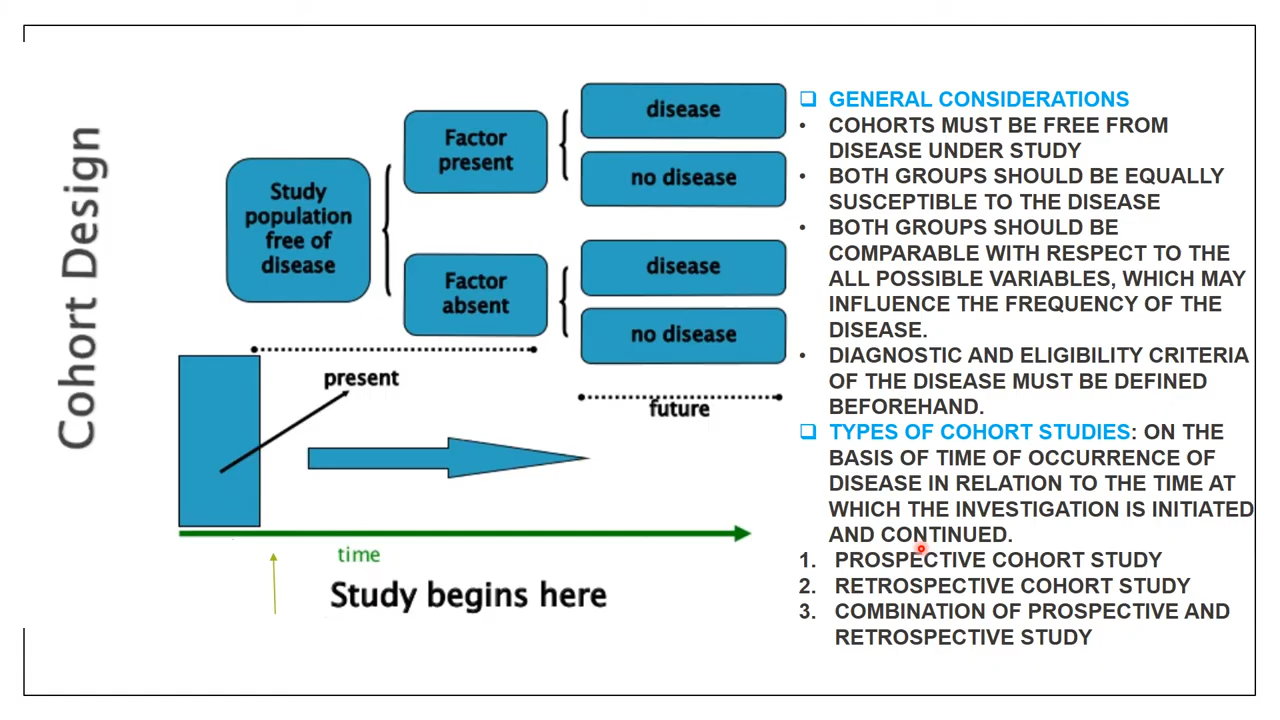 Cohort Design
Study
population
free of
disease
Factor
present
Factor
absent
disease
no disease
disease
no disease
present
future
time
Study begins here
GENERAL CONSIDERATIONS
• COHORTS MUST BE FREE FROM
DISEASE UNDER STUDY
• BOTH GROUPS SHOULD BE EQUALLY
SUSCEPTIBLE TO THE DISEASE
• BOTH GROUPS SHOULD BE
COMPARABLE WITH RESPECT TO THE
ALL POSSIBLE VARIABLES, WHICH MAY
INFLUENCE THE FREQUENCY OF THE
DISEASE.
• DIAGNOSTIC AND ELIGIBILITY CRITERIA
OF THE DISEASE MUST BE DEFINED
BEFOREHAND.
TYPES OF COHORT STUDIES: ON THE
BASIS OF TIME OF OCCURRENCE OF
DISEASE IN RELATION TO THE TIME AT
WHICH THE INVESTIGATION IS INITIATED
AND CONTINUED.
1. PROSPECTIVE COHORT STUDY
2. RETROSPECTIVE COHORT STUDY
3. COMBINATION OF PROSPECTIVE AND
RETROSPECTIVE STUDY